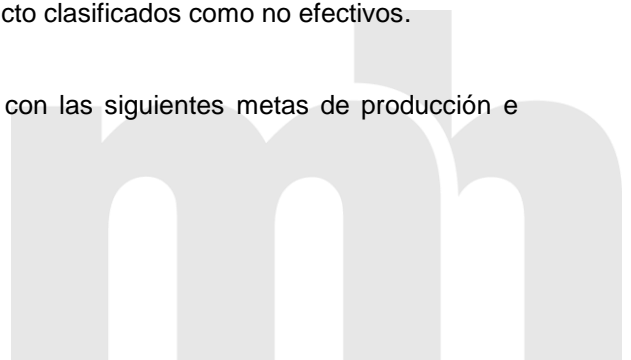 cto clasificados como no efectivos.
con las siguientes metas de producción e
mh